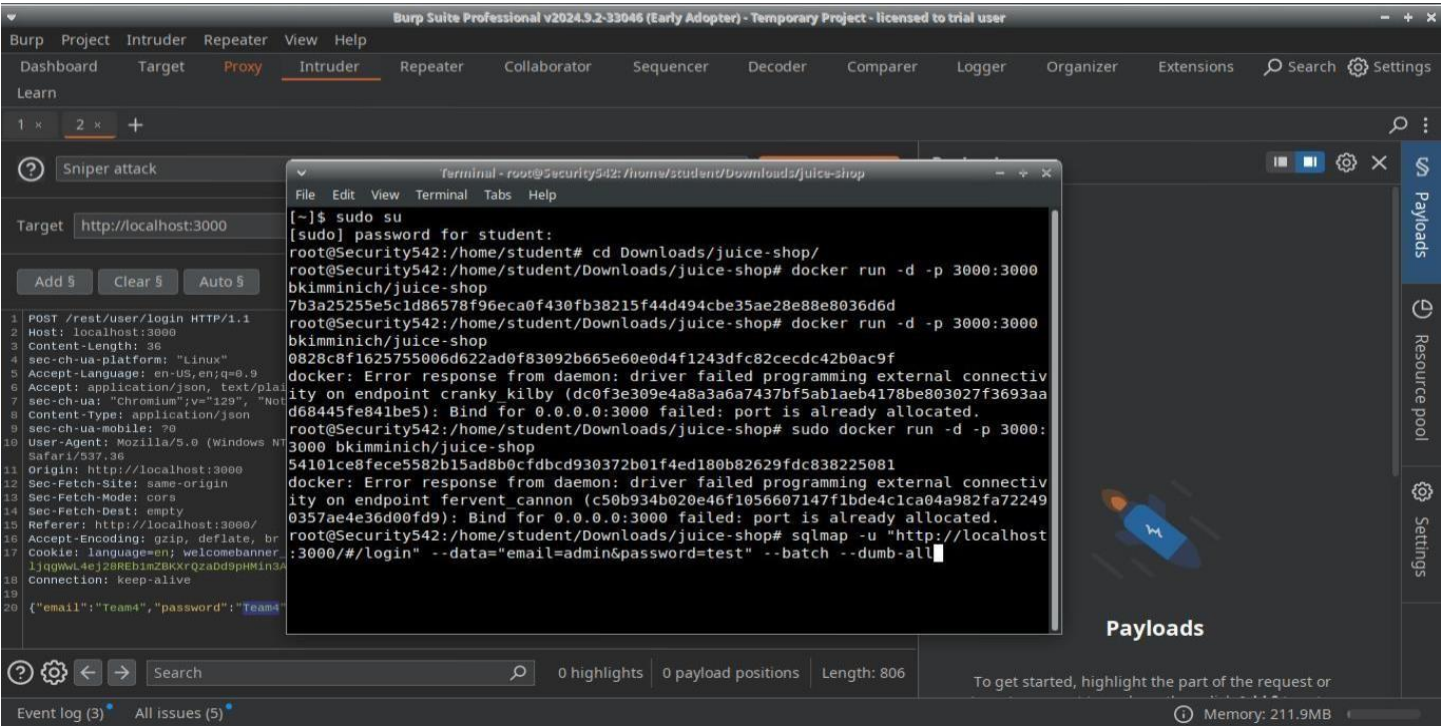 Burp Suite Professional v2024.9.2-33046 (Early Adopter) - Temporary Project - licensed to trial user
Burp Project Intruder Repeater View Help
Dashboard Target Proxy Intruder Repeater Collaborator Sequencer Decoder Comparer Logger Organizer Extensions Search Settings
Learn
1 × 2 × +
Sniper attack
Target http://localhost:3000
Add § Clear § Auto §
1 POST /rest/user/login HTTP/1.1
2 Host: localhost:3000
3 Content-Length: 36
4 sec-ch-ua-platform: "Linux"
5 Accept-Language: en-US,en;q=0.9
6 Accept: application/json, text/plai
7 sec-ch-ua: "Chromium";v="129", "Not
8 Content-Type: application/json
9 sec-ch-ua-mobile: ?0
10 User-Agent: Mozilla/5.0 (Windows NT
Safari/537.36
11 Origin: http://localhost:3000
12 Sec-Fetch-Site: same-origin
13 Sec-Fetch-Mode: cors
14 Sec-Fetch-Dest: empty
15 Referer: http://localhost:3000/
16 Accept-Encoding: gzip, deflate, br
17 Cookie: language=en; welcomebanner_
18 Connection: keep-alive
19
20 {"email":"Team4","password":"Team4"
Terminal - root@Security542: /home/student/Downloads/juice-shop
File Edit View Terminal Tabs Help
[~]$ sudo su
[sudo] password for student:
root@Security542:/home/student# cd Downloads/juice-shop/
root@Security542:/home/student/Downloads/juice-shop# docker run -d -p 3000:3000
bkimminich/juice-shop
7b3a25255e5c1d86578f96eca0f430fb38215f44d494cbe35ae28e88e8036d6d
root@Security542:/home/student/Downloads/juice-shop# docker run -d -p 3000:3000
bkimminich/juice-shop
0828c8f1625755006d622ad0f83092b665e60e0d4f1243dfc82cecdc42b0ac9f
docker: Error response from daemon: driver failed programming external connectiv
ity on endpoint cranky_kilby (dc0f3e309e4a8a3a6a7437bf5ab1aeb4178be803027f3693aa
d68445fe841be5): Bind for 0.0.0.0:3000 failed: port is already allocated.
root@Security542:/home/student/Downloads/juice-shop# sudo docker run -d -p 3000:
3000 bkimminich/juice-shop
54101ce8fece5582b15ad8b0cfdbcd930372b01f4ed180b82629fdc838225081
docker: Error response from daemon: driver failed programming external connectiv
ity on endpoint fervent_cannon (c50b934b020e46f1056607147f1bde4c1ca04a982fa72249
0357ae4e36d00fd9): Bind for 0.0.0.0:3000 failed: port is already allocated.
root@Security542:/home/student/Downloads/juice-shop# sqlmap -u "http://localhost
:3000/#/login" --data="email=admin&password=test" --batch --dumb-all
Payloads
Resource pool
Settings
Payloads
To get started, highlight the part of the request or
Search 0 highlights 0 payload positions Length: 806
Event log (3) All issues (5) Memory: 211.9MB